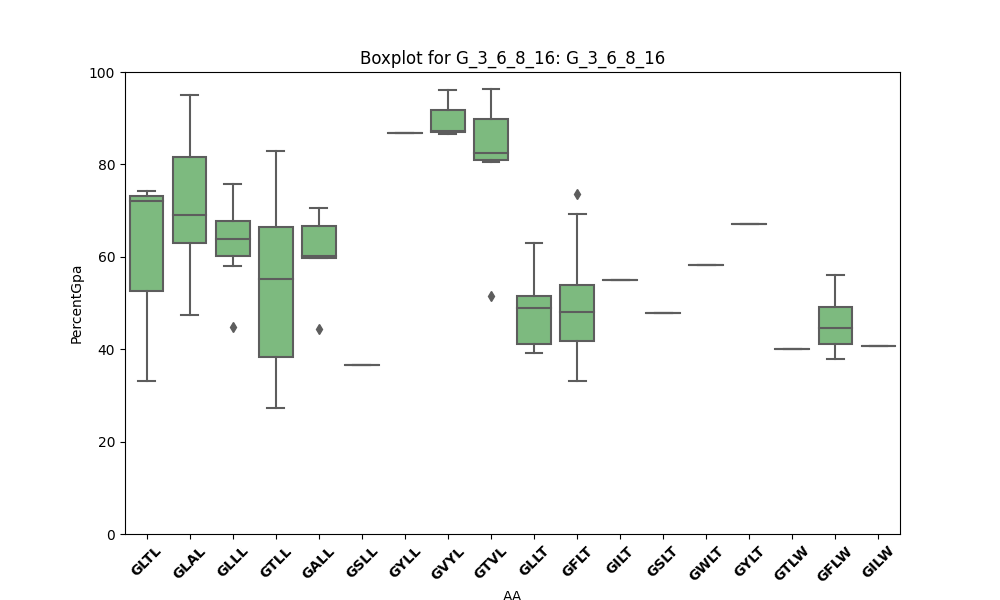 Boxplot for G_3_6_8_16: G_3_6_8_16
100
80
60
40
20
0
PercentGpa
GLTL GLAL GLLL GTLL GALL GSLL GYLL GVYL GTVL GLLT GFLT GILT GSLT GWLT GYLT GTLW GFLW GILW
AA